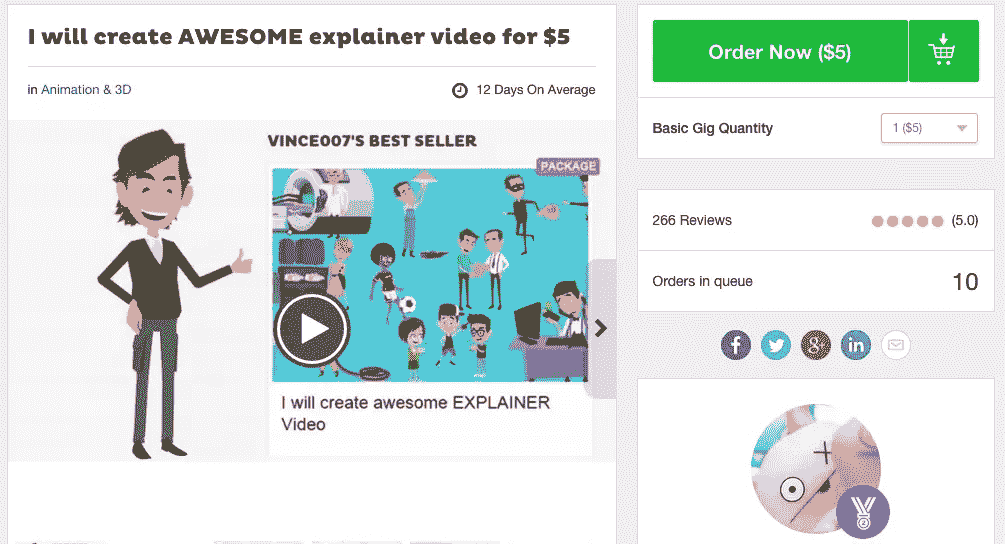 I will create AWESOME explainer video for $5
in Animation & 3D
12 Days On Average
VINCE007'S BEST SELLER
PACKAGE
I will create awesome EXPLAINER
Video
Order Now ($5)
Basic Gig Quantity
1 ($5)
266 Reviews
(5.0)
Orders in queue
10
f
g+
in
2